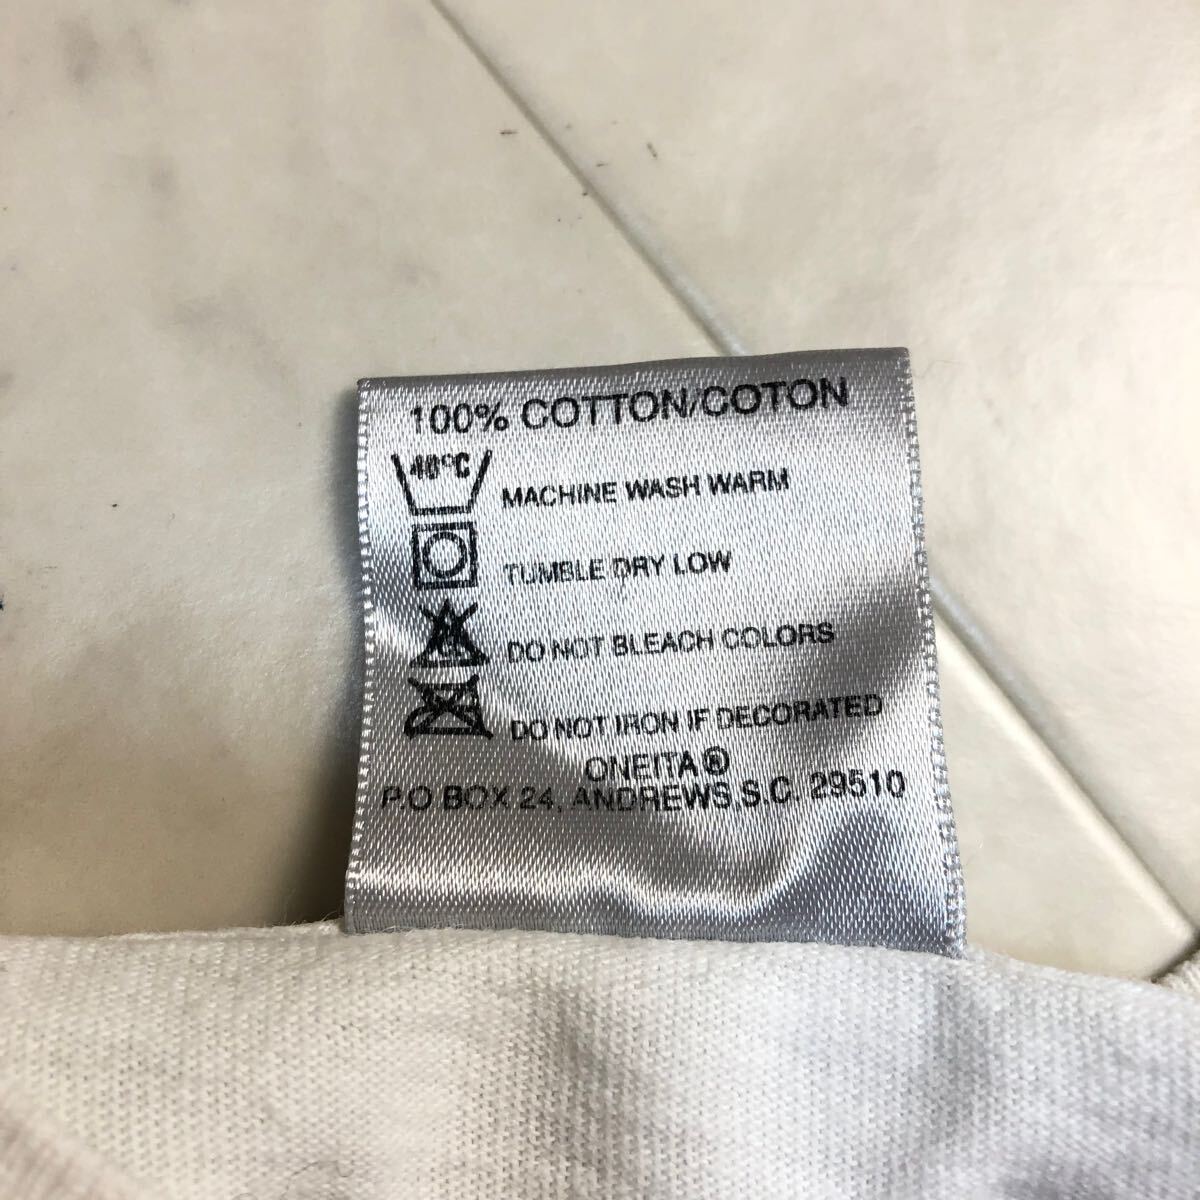 100% COTTON/COTON
40°C MACHINE WASH WARM
TUMBLE DRY LOW
DO NOT BLEACH COLORS
DO NOT IRON IF DECORATED
ONEITA®
P.O BOX 24, ANDREWS,S.C. 29510